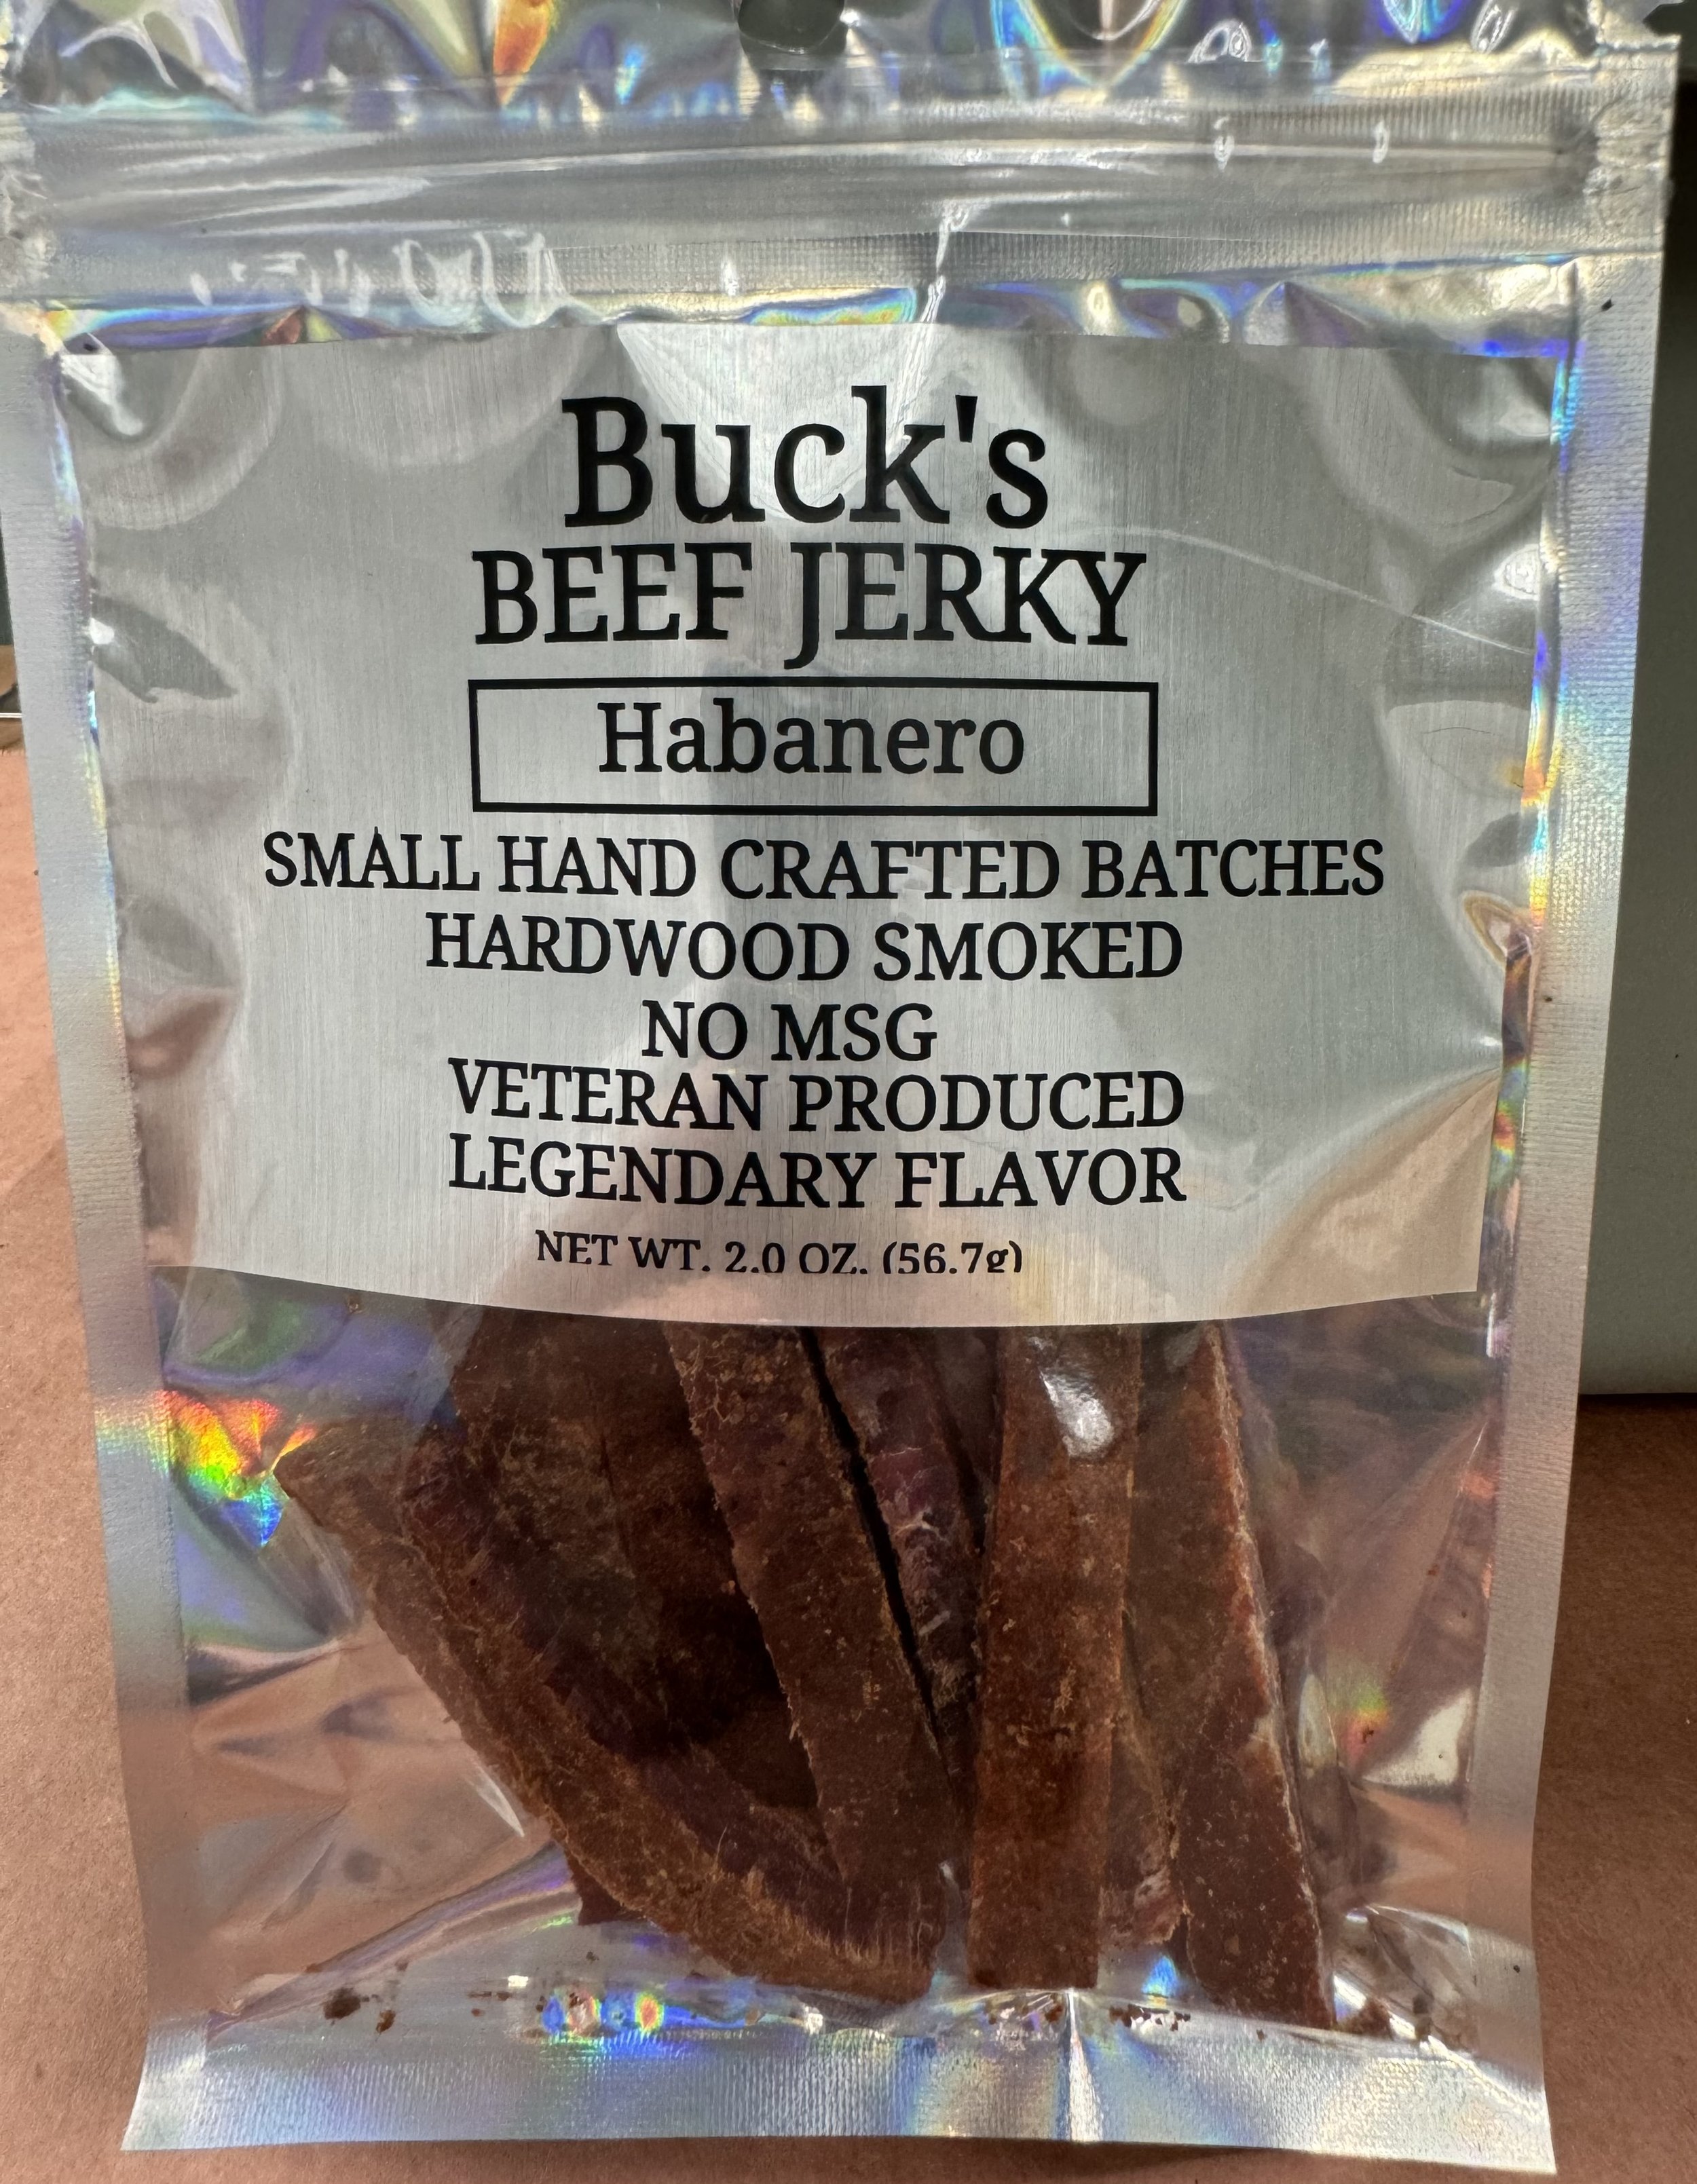 Buck's
BEEF JERKY
Habanero
SMALL HAND CRAFTED BATCHES
HARDWOOD SMOKED
NO MSG
VETERAN PRODUCED
LEGENDARY FLAVOR
NET WT. 2.0 OZ. (56.7g)